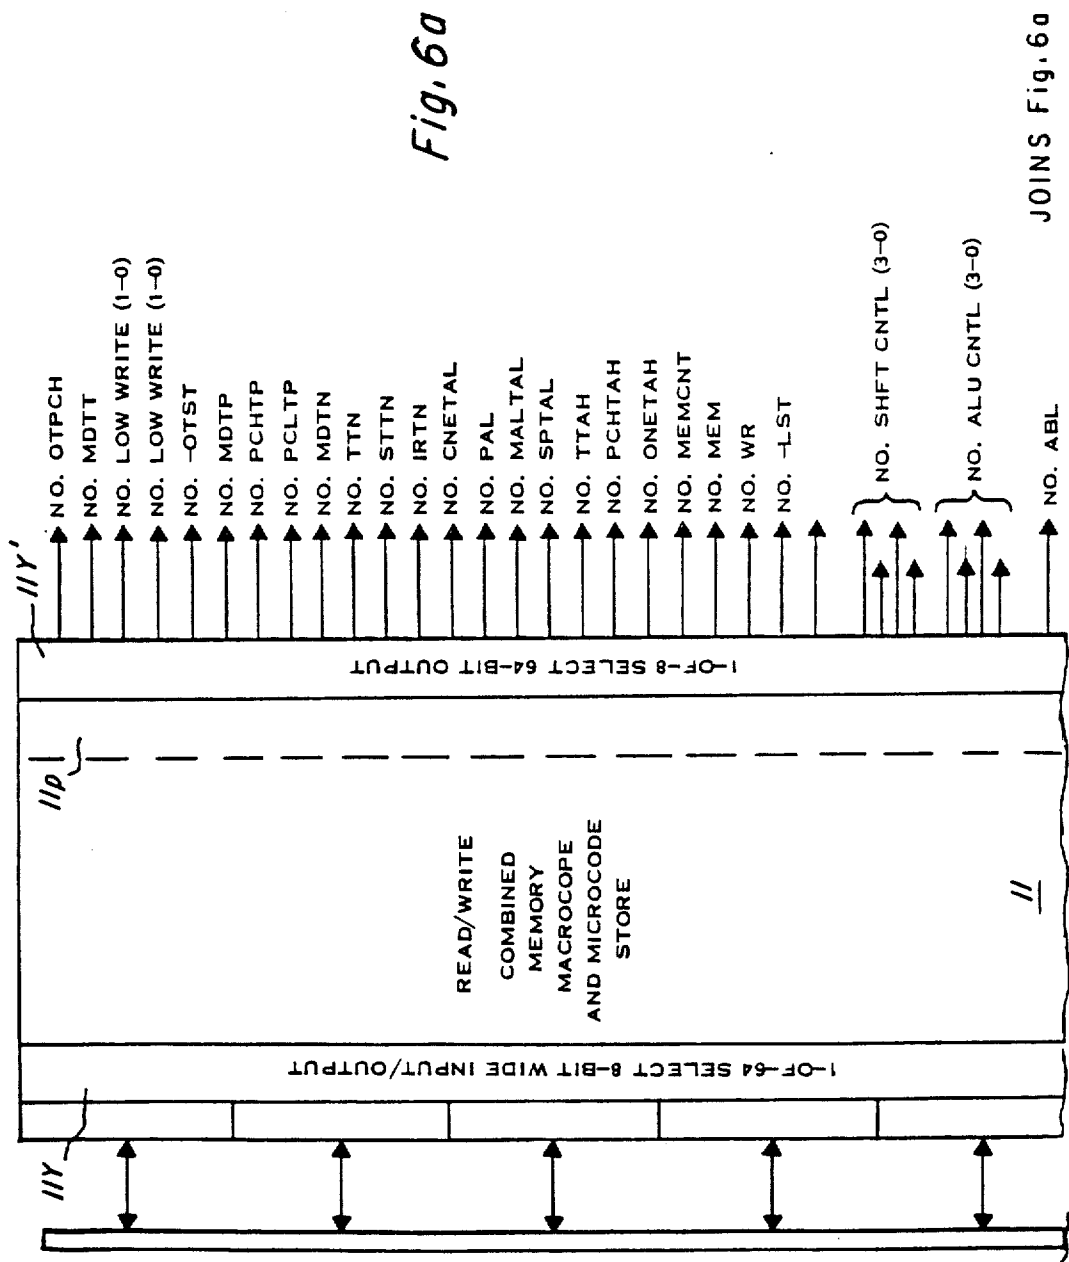 Fig. 6a
11Y'
NO. OTPCH
NO. MDTT
NO. LOW WRITE (1-0)
NO. LOW WRITE (1-0)
NO. -OTST
NO. MDTP
NO. PCHTP
NO. PCLTP
NO. MDTN
NO. TTN
NO. STTN
NO. IRTN
NO. CNETAL
NO. PAL
NO. MALTAL
NO. SPTAL
NO. TTAH
NO. PCHTAH
NO. ONETAH
NO. MEMCNT
NO. MEM
NO. WR
NO. -LST
NO. SHFT CNTL (3-0)
NO. ALU CNTL (3-0)
NO. ABL
JOINS Fig. 6a
1-OF-8 SELECT 64-BIT OUTPUT
11p
READ/WRITE
COMBINED
MEMORY
MACROCOPE
AND MICROCODE
STORE
11
1-OF-64 SELECT 8-BIT WIDE INPUT/OUTPUT
11Y